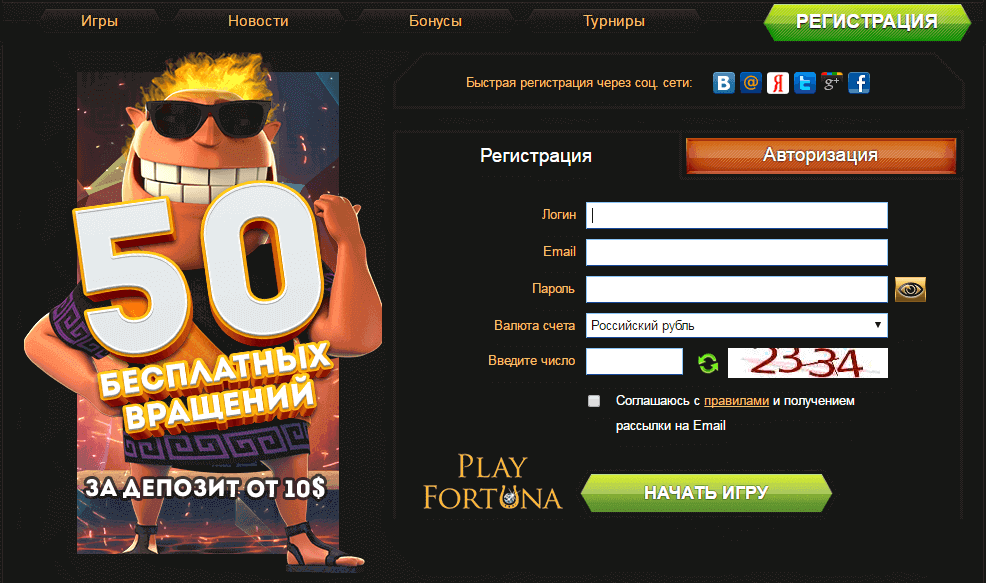 Игры
Новости
Бонусы
Турниры
РЕГИСТРАЦИЯ
Быстрая регистрация через соц. сети:
В @ Я t g+ f
Регистрация
Авторизация
Логин
Email
Пароль
Валюта счета
Российский рубль
Введите число
2334
Соглашаюсь с правилами и получением
рассылки на Email
PLAY
FORTUNA
НАЧАТЬ ИГРУ
50
БЕСПЛАТНЫХ
ВРАЩЕНИЙ
ЗА ДЕПОЗИТ ОТ 10$